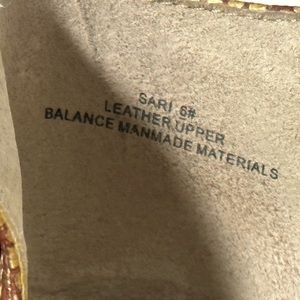 SARI 6#
LEATHER UPPER
BALANCE MANMADE MATERIALS